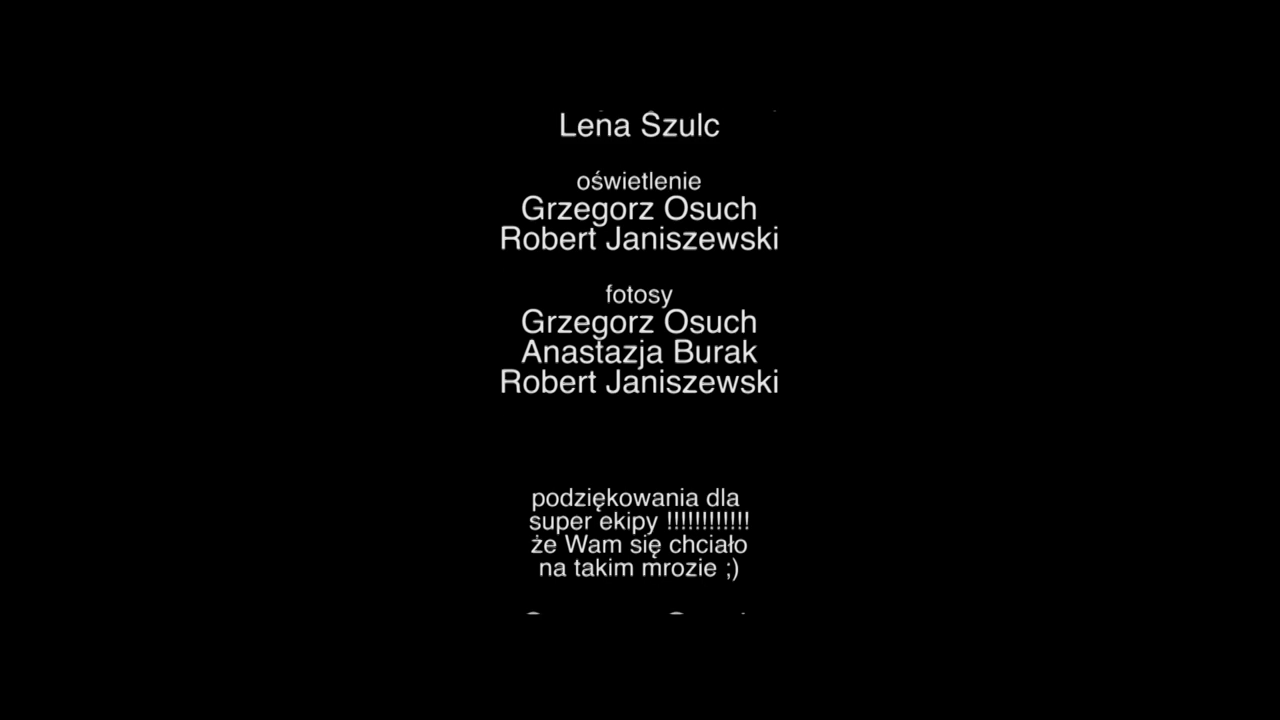 Lena Szulc
oświetlenie
Grzegorz Osuch
Robert Janiszewski
fotosy
Grzegorz Osuch
Anastazja Burak
Robert Janiszewski
podziękowania dla
super ekipy !!!!!!!!!!!!
że Wam się chciało
na takim mrozie ;)